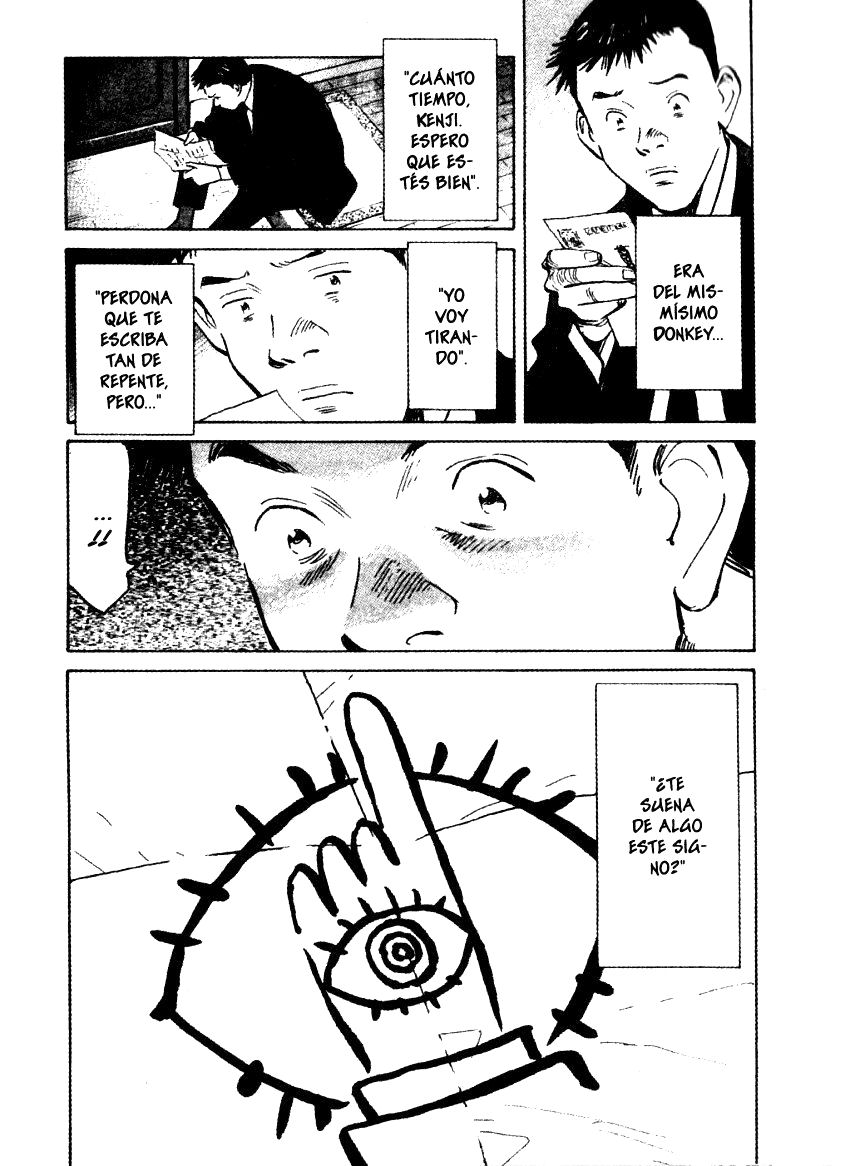 ERA
DEL MIS-
MÍSIMO
DONKEY...
"CUÁNTO
TIEMPO,
KENJI.
ESPERO
QUE ES-
TÉS BIEN".
"YO
VOY
TIRAN-
DO".
"PERDONA
QUE TE
ESCRIBA
TAN DE
REPENTE,
PERO..."
...
!!
"¿TE
SUENA
DE ALGO
ESTE SIG-
NO?"